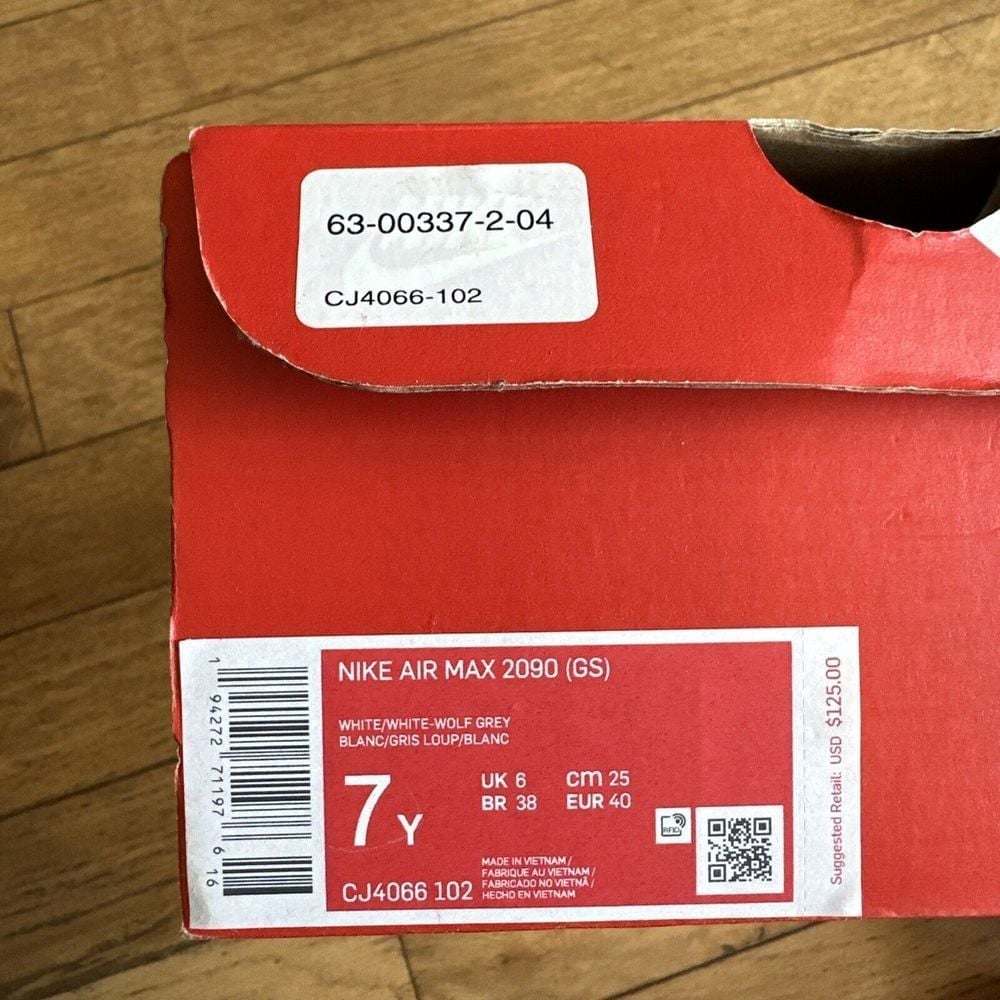 63-00337-2-04
CJ4066-102
NIKE AIR MAX 2090 (GS)
WHITE/WHITE-WOLF GREY
BLANC/GRIS LOUP/BLANC
7Y
UK 6 cm 25
BR 38 EUR 40
RFID
MADE IN VIETNAM /
FABRIQUE AU VIETNAM /
FABRICADO NO VIETNÃ /
HECHO EN VIETNAM
CJ4066 102
1 94272 71197 6 16
Suggested Retail: USD $125.00